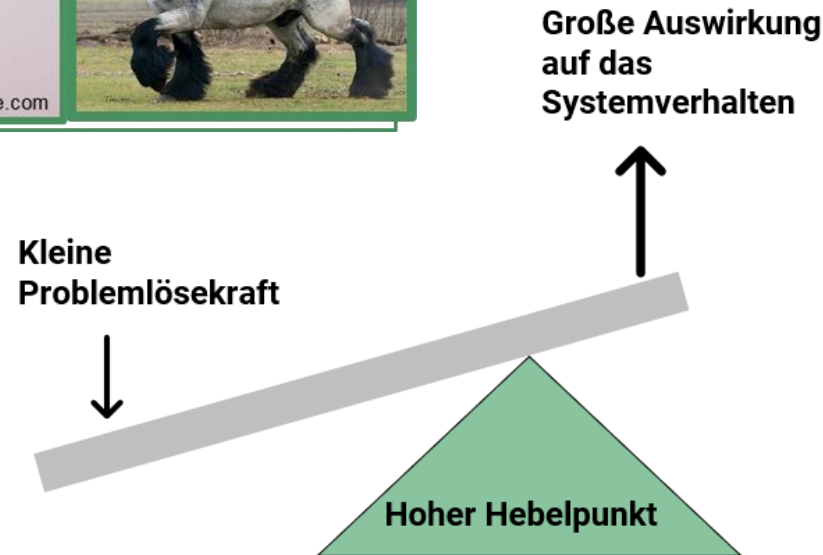 e.com
Große Auswirkung
auf das
Systemverhalten
Kleine
Problemlösekraft
Hoher Hebelpunkt